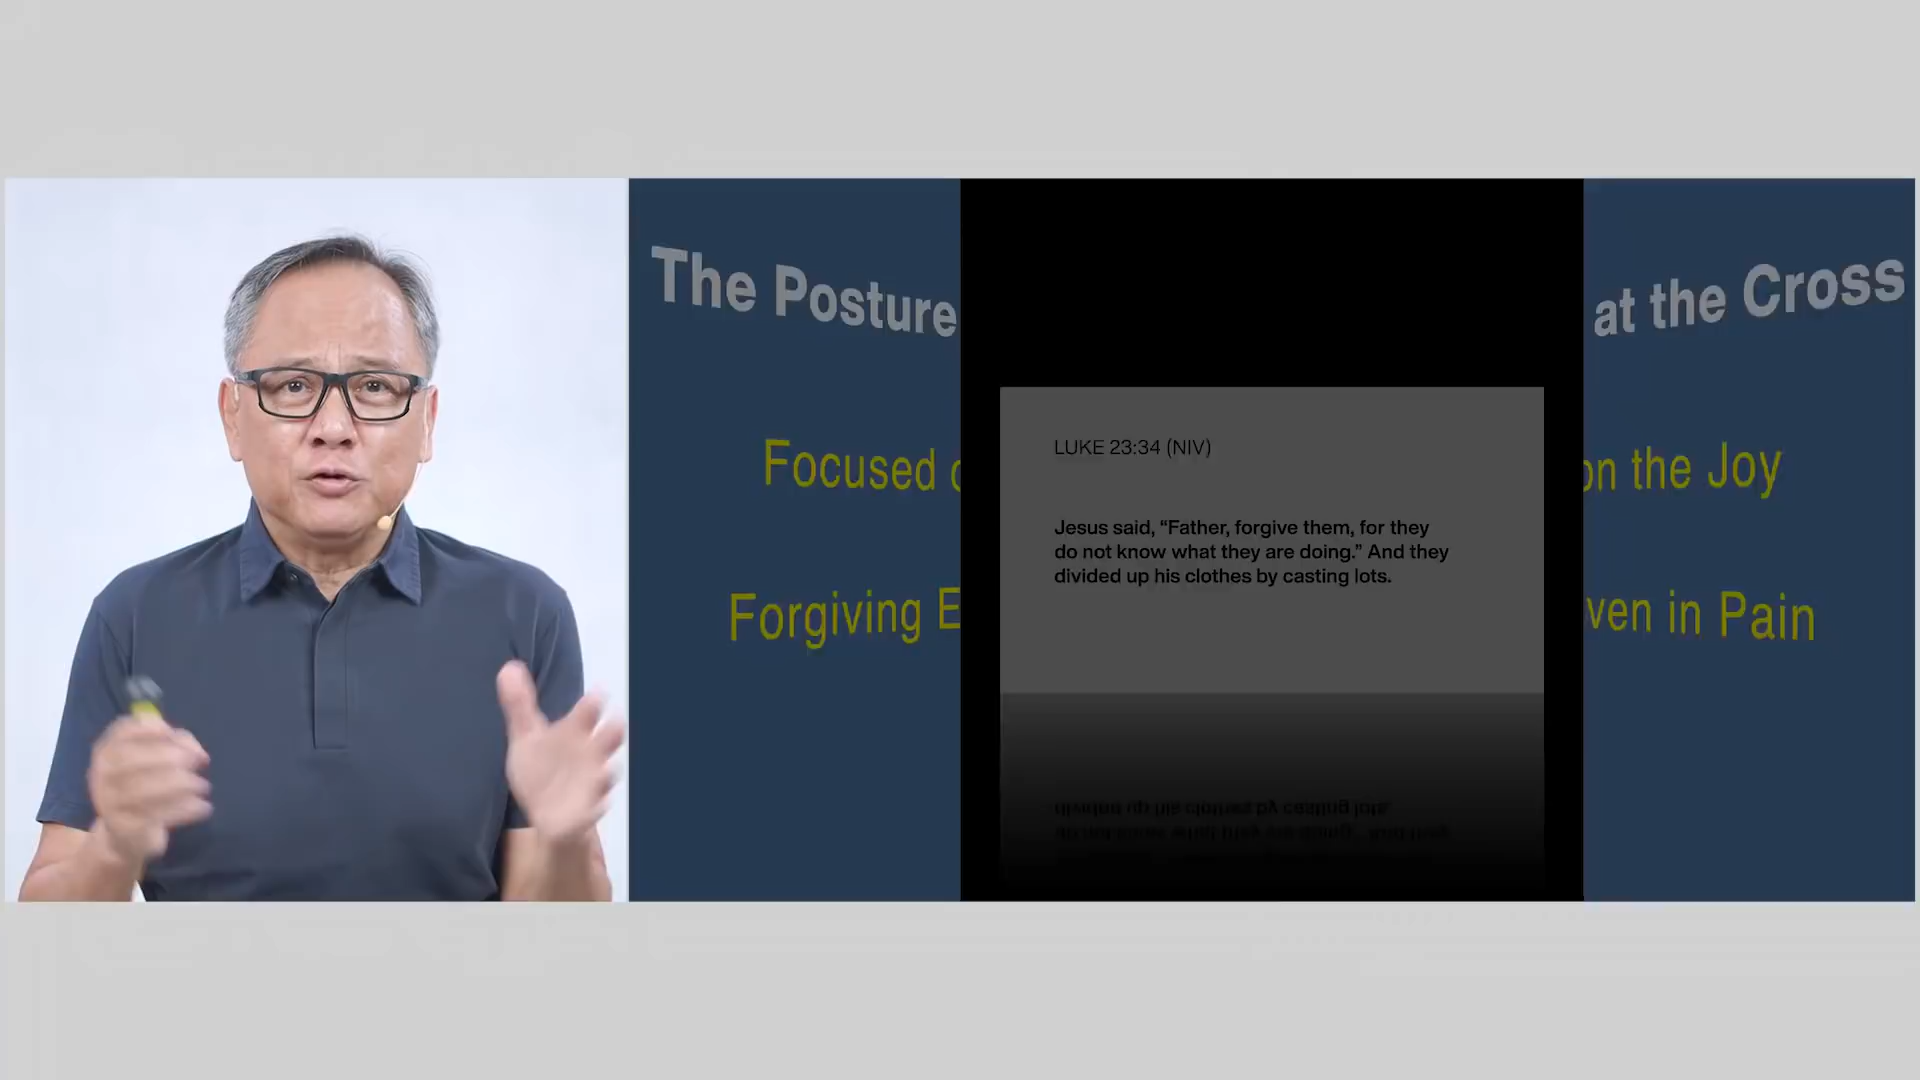 The Posture at the Cross
Focused on the Joy
Forgiving Even in Pain
LUKE 23:34 (NIV)
Jesus said, “Father, forgive them, for they
do not know what they are doing.” And they
divided up his clothes by casting lots.